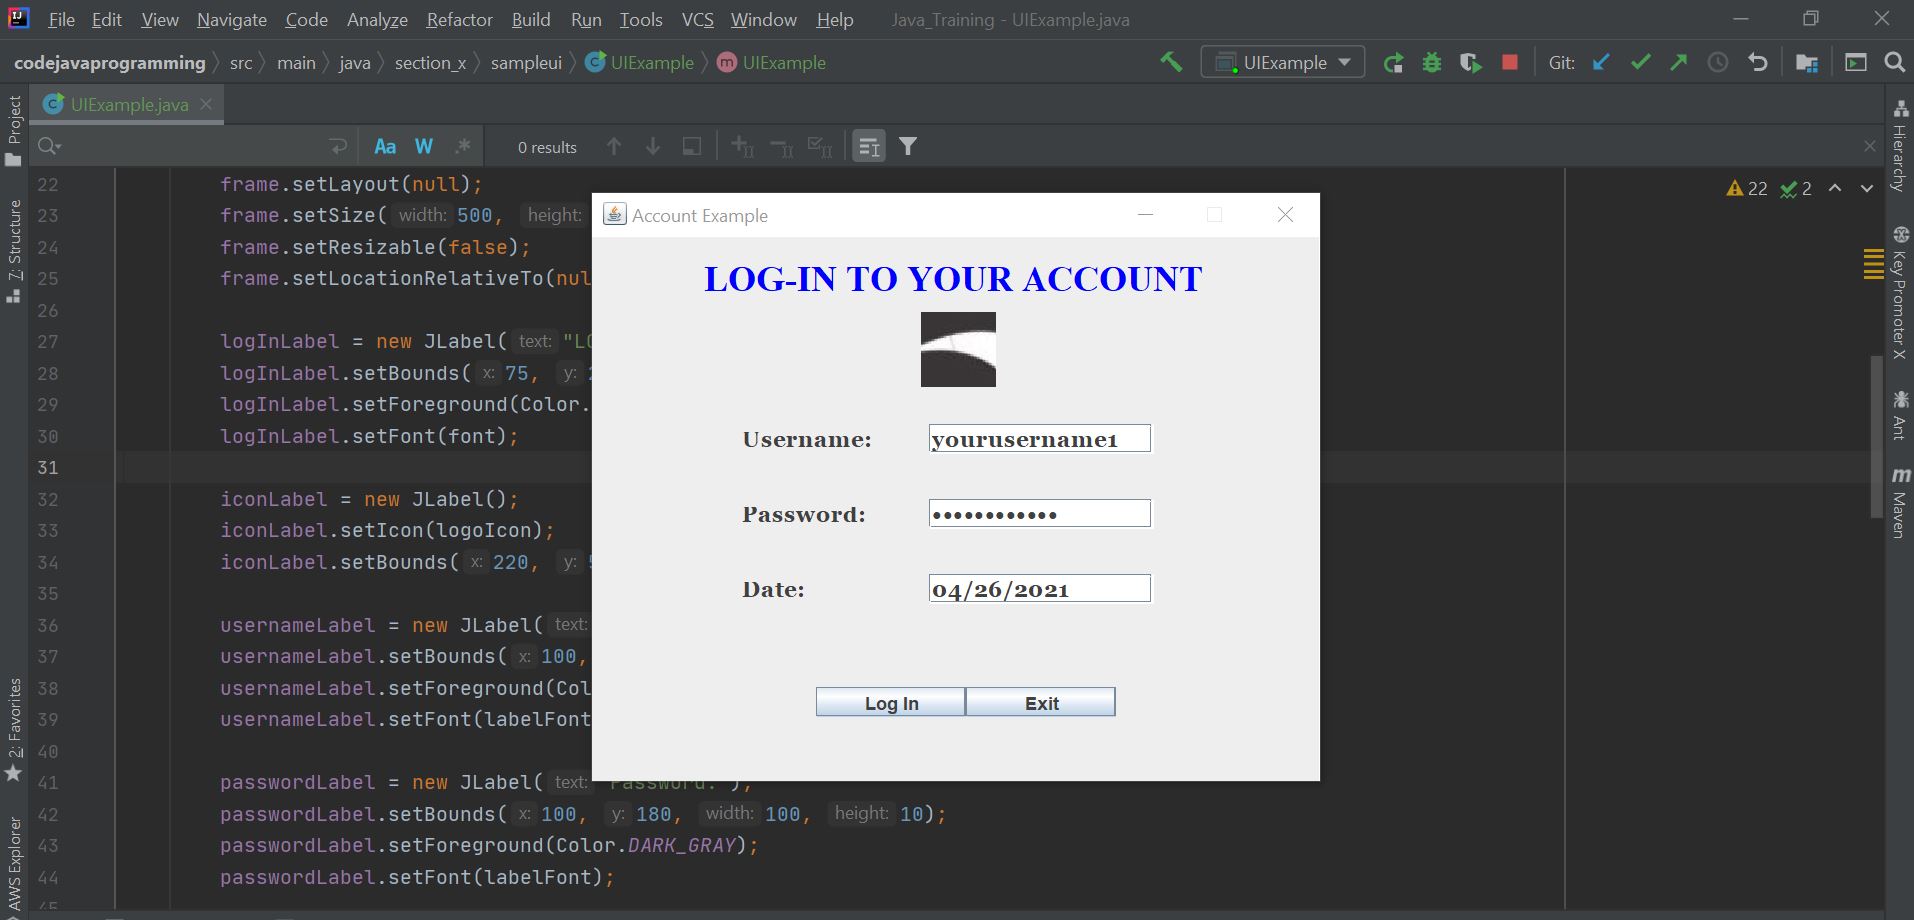 File Edit View Navigate Code Analyze Refactor Build Run Tools VCS Window Help Java_Training - UIExample.java
codejavaprogramming src main java section_x sampleui UIExample UIExample UIExample Git:
UIExample.java
Aa W .* 0 results
Project
7: Structure
2: Favorites
AWS Explorer
22 frame.setLayout(null);
23 frame.setSize( width: 500, height:
24 frame.setResizable(false);
25 frame.setLocationRelativeTo(nul
26
27 logInLabel = new JLabel( text: "LO
28 logInLabel.setBounds( x: 75, y:
29 logInLabel.setForeground(Color.
30 logInLabel.setFont(font);
31
32 iconLabel = new JLabel();
33 iconLabel.setIcon(logoIcon);
34 iconLabel.setBounds( x: 220, y:
35
36 usernameLabel = new JLabel( text:
37 usernameLabel.setBounds( x: 100,
38 usernameLabel.setForeground(Col
39 usernameLabel.setFont(labelFont
40
41 passwordLabel = new JLabel( text: "Password:");
42 passwordLabel.setBounds( x: 100, y: 180, width: 100, height: 10);
43 passwordLabel.setForeground(Color.DARK_GRAY);
44 passwordLabel.setFont(labelFont);
45
Account Example
LOG-IN TO YOUR ACCOUNT
Username: yourusername1
Password: ••••••••••••
Date: 04/26/2021
Log In Exit
22 2
Hierarchy
Key Promoter X
Ant
m Maven